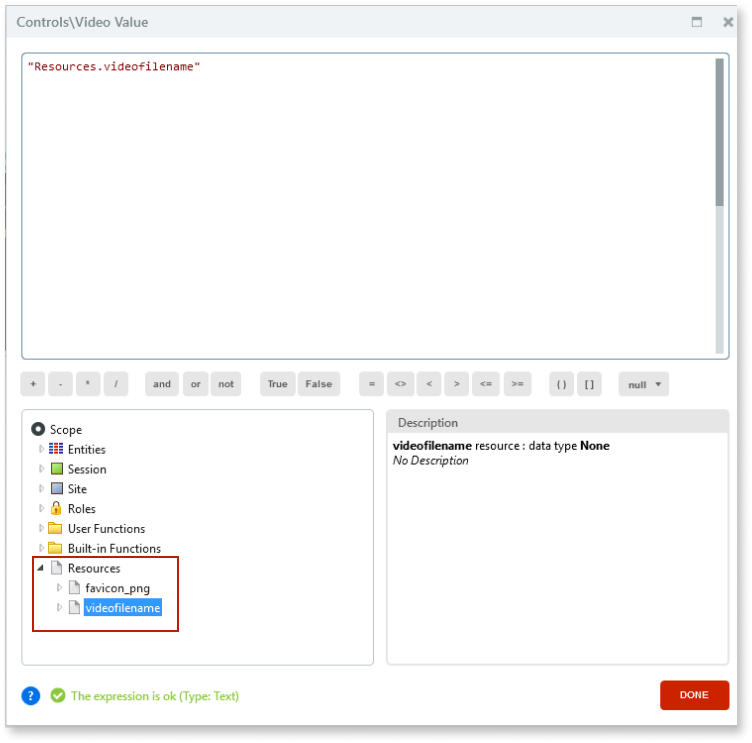 Controls\Video Value
"Resources.videofilename"
+ - * / and or not True False = <> < > <= >= ( ) [ ] null
Scope
Entities
Session
Site
Roles
User Functions
Built-in Functions
Resources
favicon_png
videofilename
Description
videofilename resource : data type None
No Description
? The expression is ok (Type: Text)
DONE